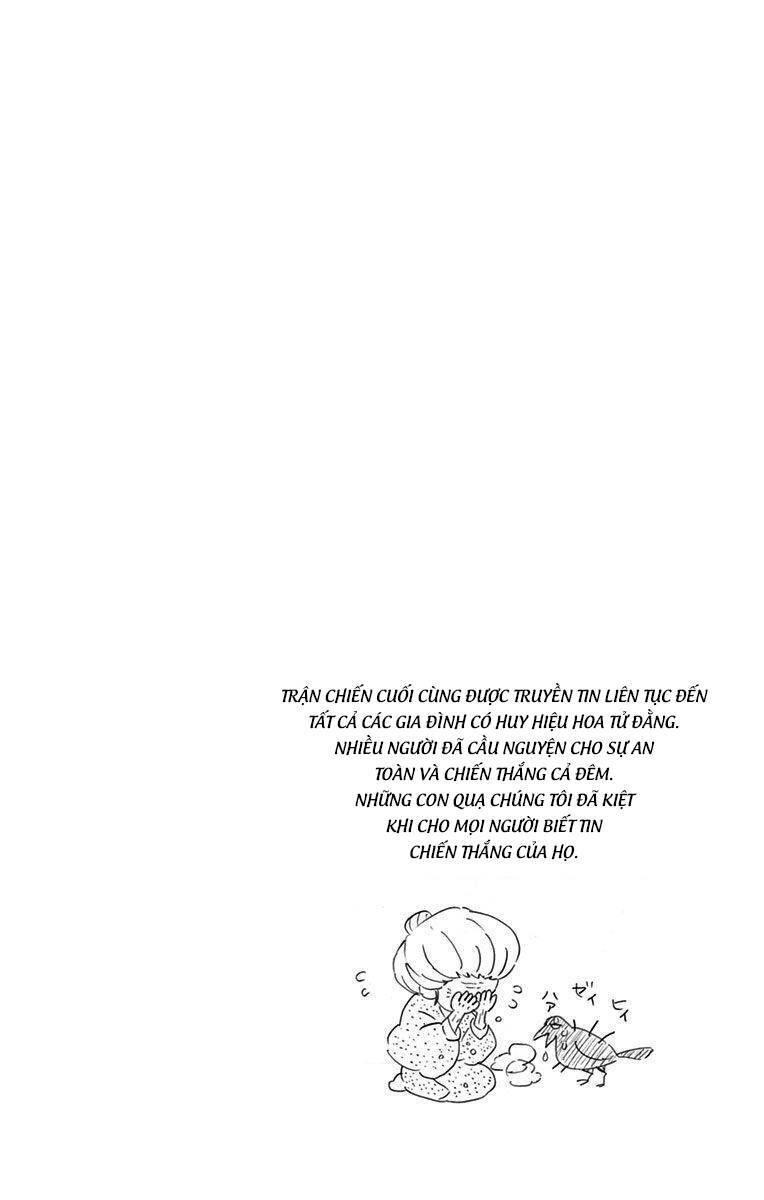 TRẬN CHIẾN CUỐI CÙNG ĐƯỢC TRUYỀN TIN LIÊN TỤC ĐẾN
TẤT CẢ CÁC GIA ĐÌNH CÓ HUY HIỆU HOA TỬ ĐẰNG.
NHIỀU NGƯỜI ĐÃ CẦU NGUYỆN CHO SỰ AN
TOÀN VÀ CHIẾN THẮNG CẢ ĐÊM.
NHỮNG CON QUẠ CHÚNG TÔI ĐÃ KIỆT
KHI CHO MỌI NGƯỜI BIẾT TIN
CHIẾN THẮNG CỦA HỌ.
ハァ
ゼイ
ヒィ